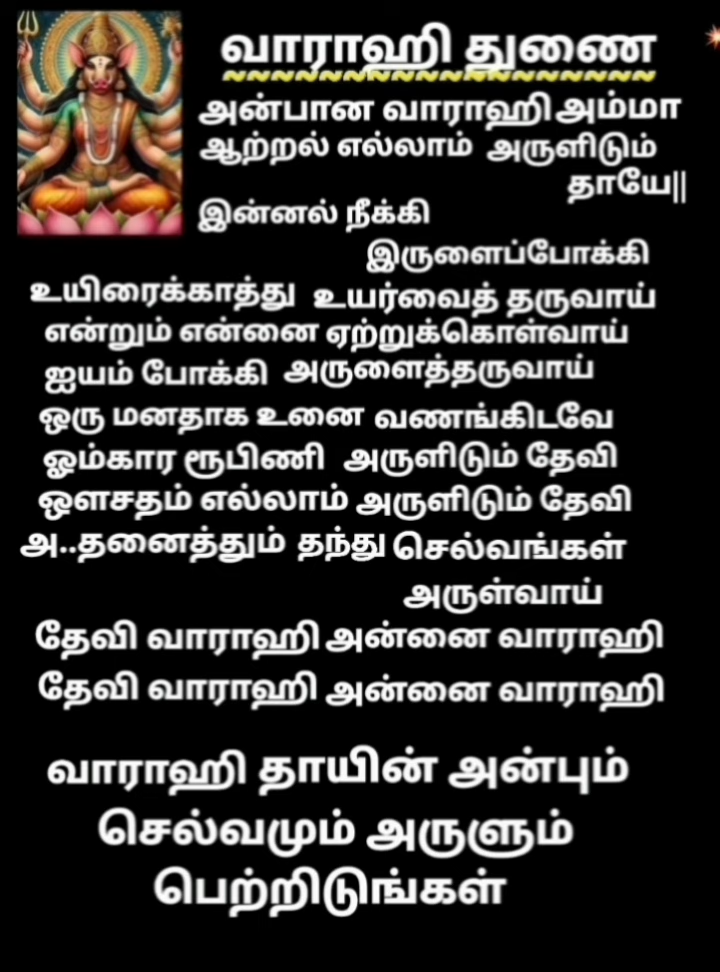 வாராஹி துணை
அன்பான வாராஹி அம்மா
ஆற்றல் எல்லாம் அருளிடும்
தாயே||
இன்னல் நீக்கி
இருளைப்போக்கி
உயிரைக்காத்து உயர்வைத் தருவாய்
என்றும் என்னை ஏற்றுக்கொள்வாய்
ஐயம் போக்கி அருளைத்தருவாய்
ஒரு மனதாக உனை வணங்கிடவே
ஓம்கார ரூபிணி அருளிடும் தேவி
ஔசதம் எல்லாம் அருளிடும் தேவி
அ..தனைத்தும் தந்து செல்வங்கள்
அருள்வாய்
தேவி வாராஹி அன்னை வாராஹி
தேவி வாராஹி அன்னை வாராஹி
வாராஹி தாயின் அன்பும்
செல்வமும் அருளும்
பெற்றிடுங்கள்